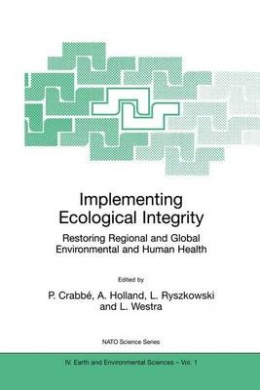 Implementing
Ecological Integrity
Restoring Regional and Global
Environmental and Human Health
Edited by
P. Crabbé, A. Holland, L. Ryszkowski
and L. Westra
NATO Science Series
IV. Earth and Environmental Sciences – Vol. 1